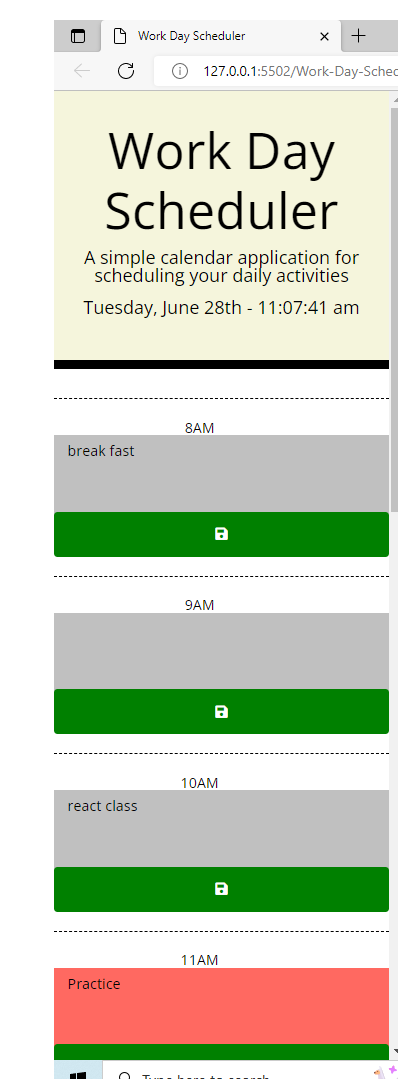 Work Day Scheduler
127.0.0.1:5502/Work-Day-Sched
Work Day
Scheduler
A simple calendar application for
scheduling your daily activities
Tuesday, June 28th - 11:07:41 am
8AM
break fast
9AM
10AM
react class
11AM
Practice
Type here to search